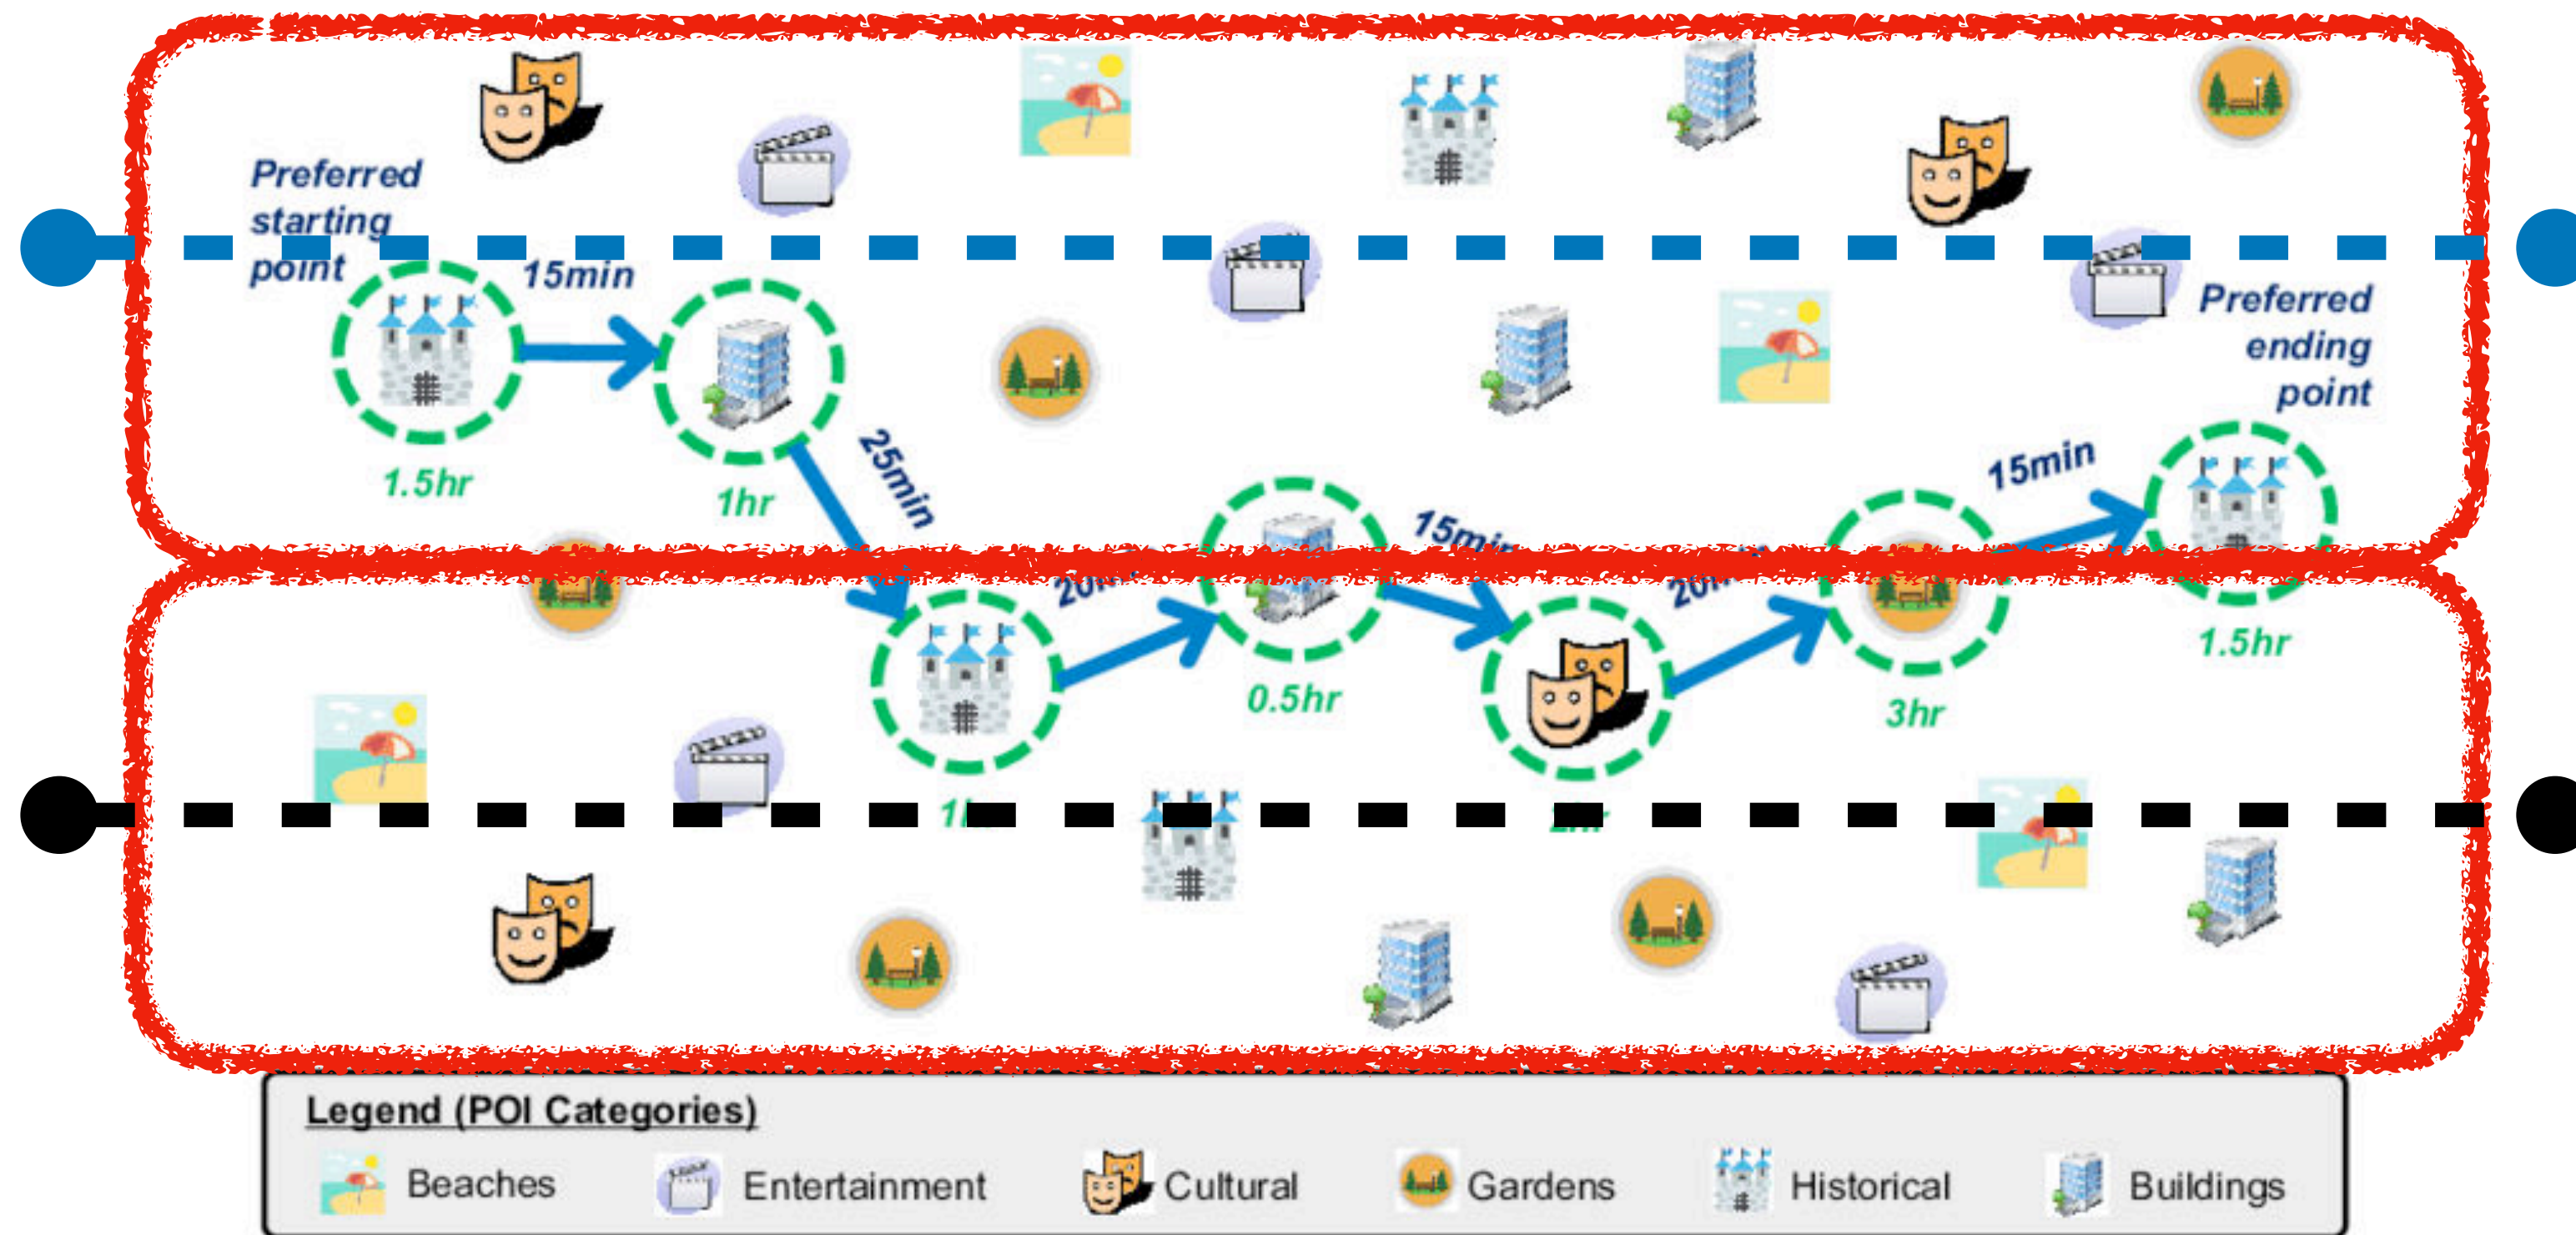 Preferred
starting
point
15min
Preferred
ending
point
1.5hr
1hr
25min
15min
15min
1.5hr
0.5hr
3hr
Legend (POI Categories)
Beaches
Entertainment
Cultural
Gardens
Historical
Buildings